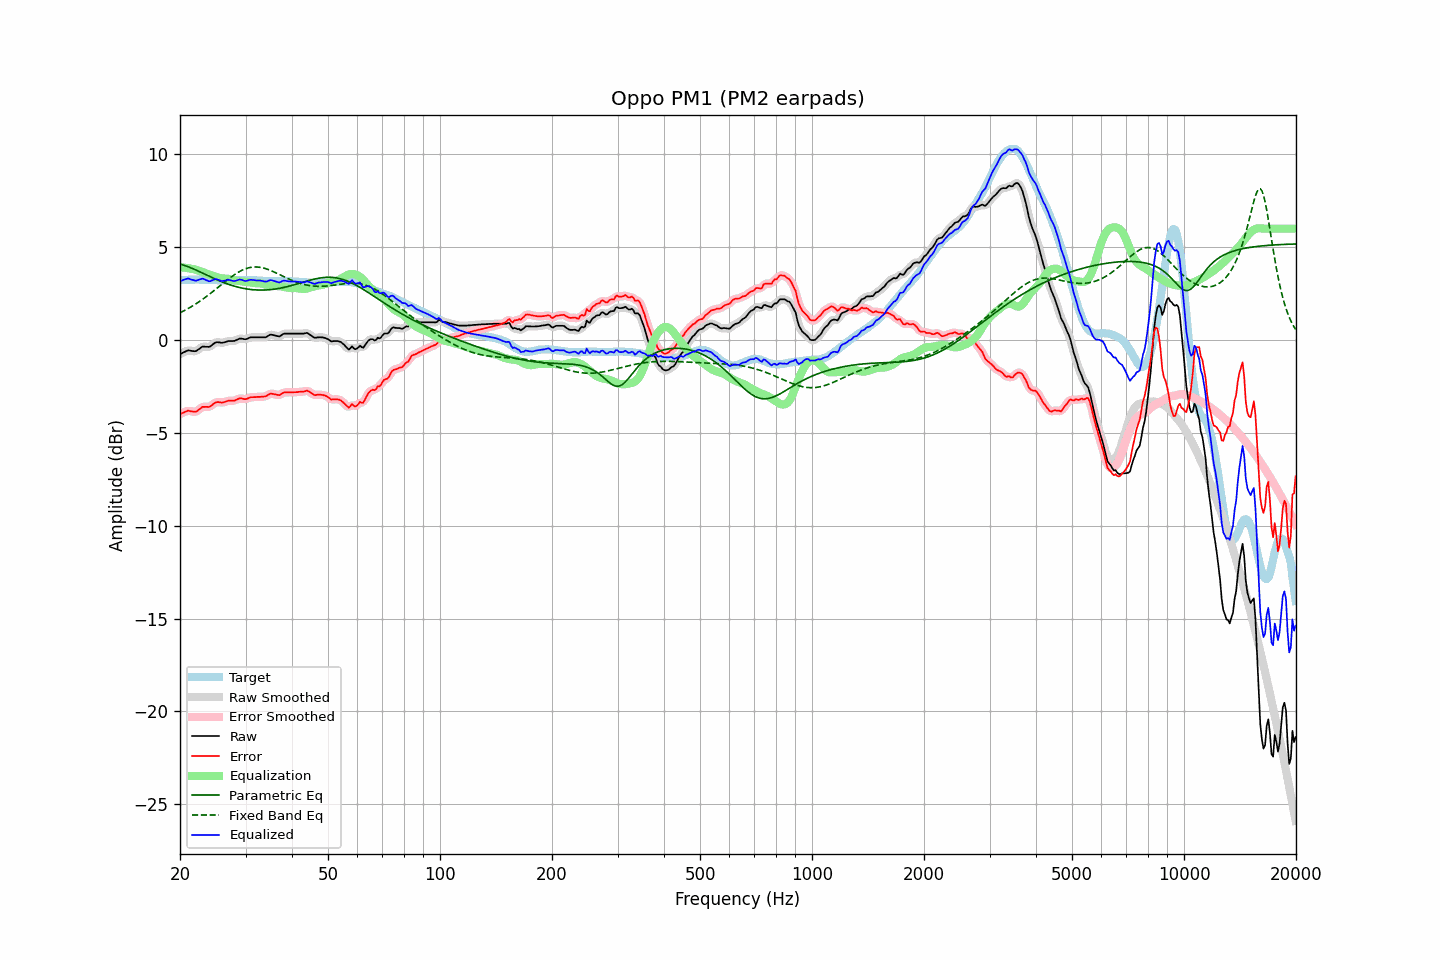 Oppo PM1 (PM2 earpads)
Amplitude (dBr)
10
5
0
−5
−10
−15
−20
−25
Target
Raw Smoothed
Error Smoothed
Raw
Error
Equalization
Parametric Eq
Fixed Band Eq
Equalized
20 50 100 200 500 1000 2000 5000 10000 20000
Frequency (Hz)